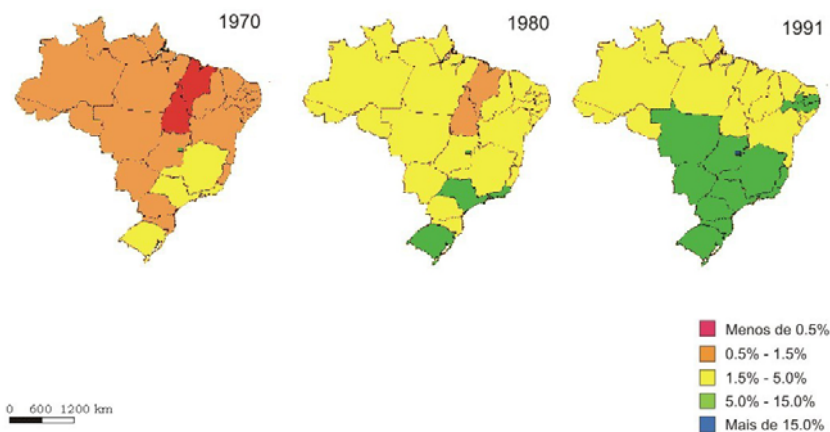 1970
1980
1991
Menos de 0.5%
0.5% - 1.5%
1.5% - 5.0%
5.0% - 15.0%
Mais de 15.0%
0 600 1200 km